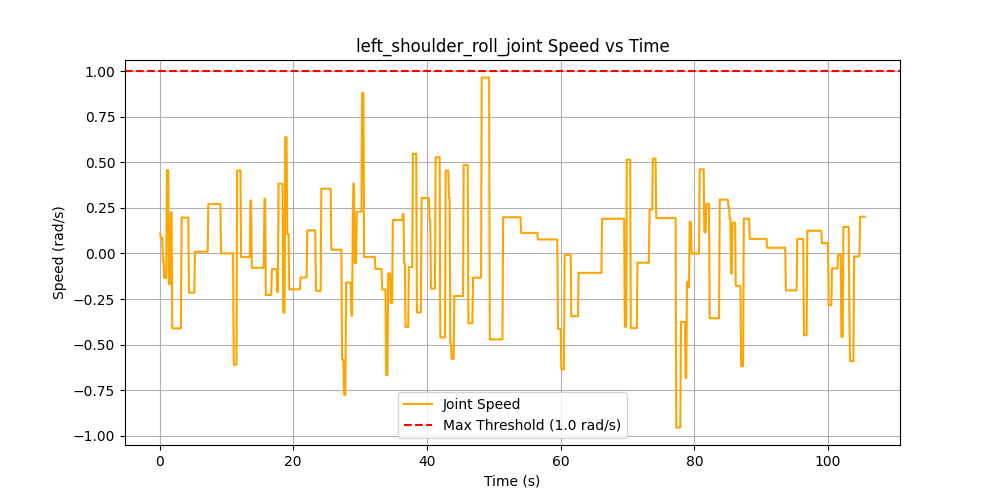 left_shoulder_roll_joint Speed vs Time
1.00
0.75
0.50
0.25
0.00
−0.25
−0.50
−0.75
−1.00
Speed (rad/s)
Joint Speed
Max Threshold (1.0 rad/s)
0 20 40 60 80 100
Time (s)